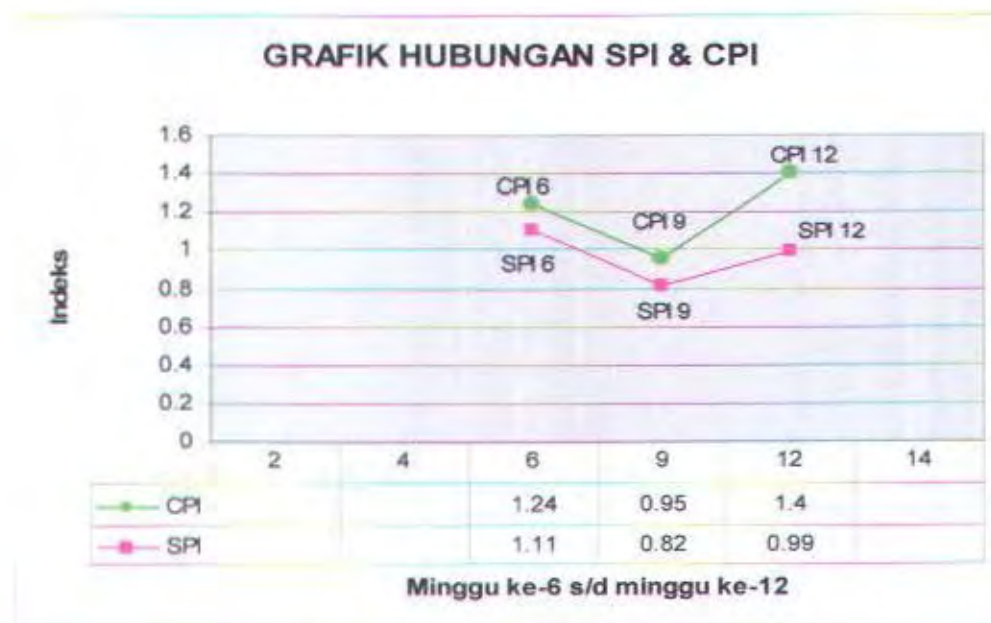 GRAFIK HUBUNGAN SPI & CPI
Indeks
1.6
1.4
1.2
1
0.8
0.6
0.4
0.2
0
CPI 6
SPI 6
CPI 9
SPI 9
CPI 12
SPI 12
2 4 6 9 12 14
CPI 1.24 0.95 1.4
SPI 1.11 0.82 0.99
Minggu ke-6 s/d minggu ke-12